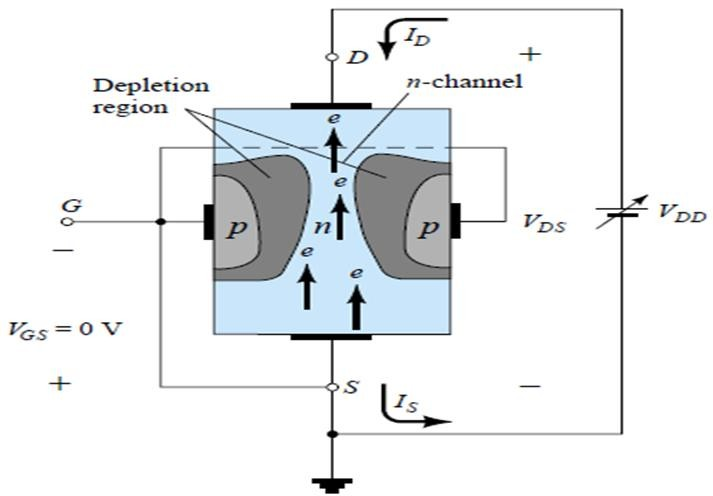 I_D
D
+
Depletion
region
n-channel
e
e
G
p
n
p
V_DS
V_DD
−
e
e
V_GS = 0 V
+
S
−
I_S